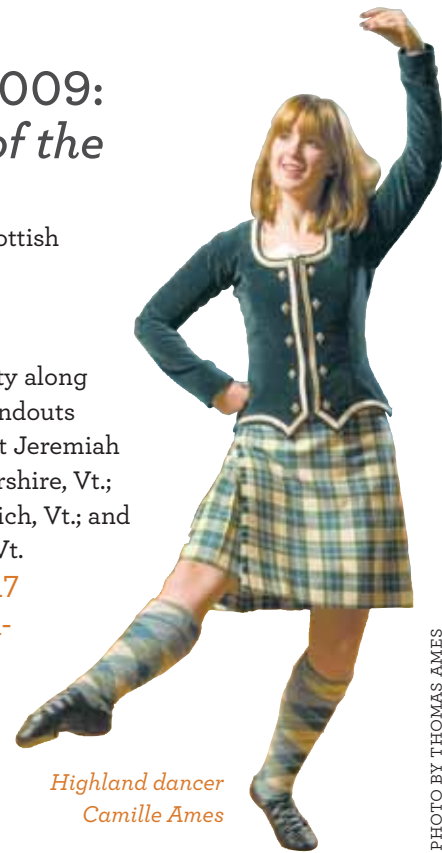 009:
of the
ottish
ty along
ndouts
t Jeremiah
rshire, Vt.;
ich, Vt.; and
Vt.
17
-
Highland dancer
Camille Ames
PHOTO BY THOMAS AMES